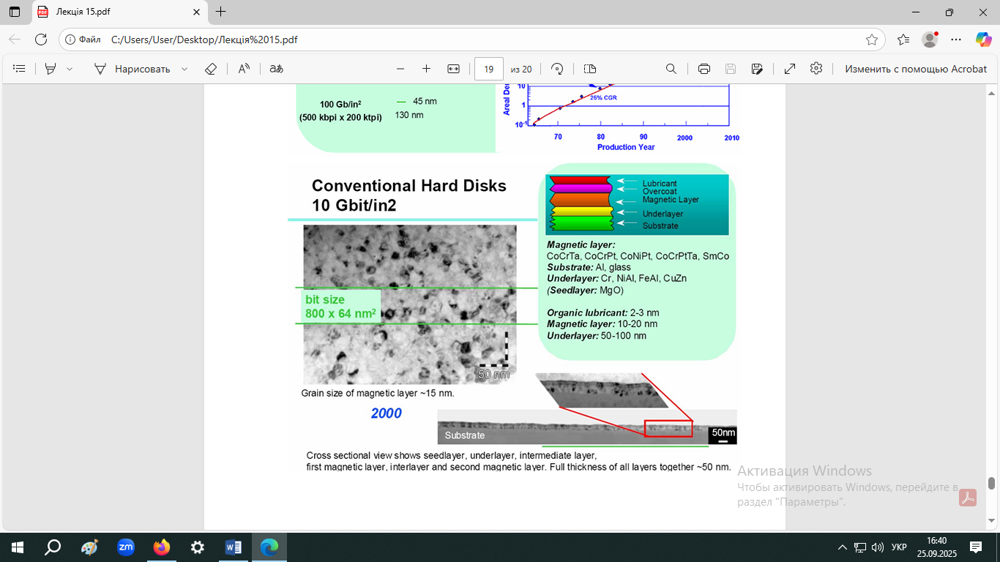 Лекція 15.pdf
Файл C:/Users/User/Desktop/Лекція%2015.pdf
Нарисовать
аあ
19 из 20
Изменить с помощью Acrobat
100 Gb/in²
(500 kbpi x 200 ktpi)
45 nm
130 nm
10
1
10⁻¹
25% CGR
70 80 90 2000 2010
Production Year
Conventional Hard Disks
10 Gbit/in2
Lubricant
Overcoat
Magnetic Layer
Underlayer
Substrate
Magnetic layer:
CoCrTa, CoCrPt, CoNiPt, CoCrPtTa, SmCo
Substrate: Al, glass
Underlayer: Cr, NiAl, FeAl, CuZn
(Seedlayer: MgO)
Organic lubricant: 2-3 nm
Magnetic layer: 10-20 nm
Underlayer: 50-100 nm
bit size
800 x 64 nm²
50 nm
Grain size of magnetic layer ~15 nm.
2000
Substrate
50nm
Cross sectional view shows seedlayer, underlayer, intermediate layer,
first magnetic layer, interlayer and second magnetic layer. Full thickness of all layers together ~50 nm.
Активация Windows
Чтобы активировать Windows, перейдите в
раздел "Параметры".
zm
УКР
16:40
25.09.2025